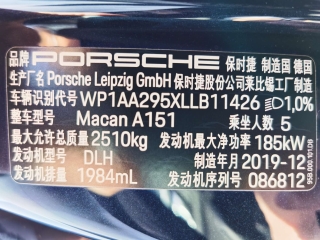 品牌 PORSCHE 保时捷 制造国 德国
生产厂名 Porsche Leipzig GmbH 保时捷股份公司莱比锡工厂制造
车辆识别代号 WP1AA295XLLB11426 1,0%
整车型号 Macan A151 乘坐人数 5
最大允许总质量 2510kg 发动机最大净功率 185kW
发动机型号 DLH 制造年月 2019-12
发动机排量 1984mL 发动机序列号 086812